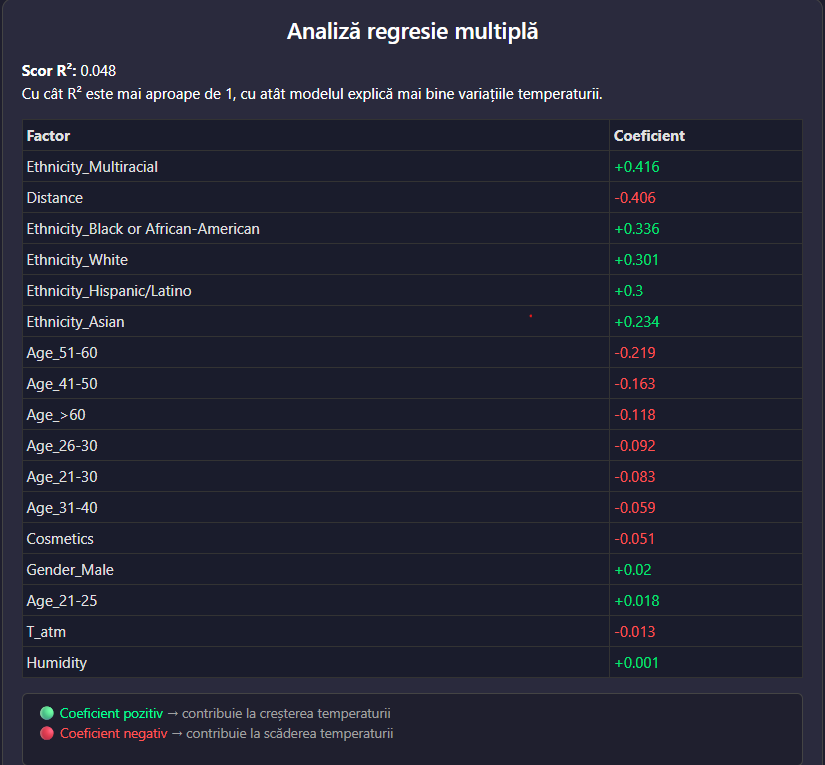 Analiză regresie multiplă
Scor R²: 0.048
Cu cât R² este mai aproape de 1, cu atât modelul explică mai bine variațiile temperaturii.
Factor Coeficient
Ethnicity_Multiracial +0.416
Distance -0.406
Ethnicity_Black or African-American +0.336
Ethnicity_White +0.301
Ethnicity_Hispanic/Latino +0.3
Ethnicity_Asian +0.234
Age_51-60 -0.219
Age_41-50 -0.163
Age_>60 -0.118
Age_26-30 -0.092
Age_21-30 -0.083
Age_31-40 -0.059
Cosmetics -0.051
Gender_Male +0.02
Age_21-25 +0.018
T_atm -0.013
Humidity +0.001
Coeficient pozitiv → contribuie la creșterea temperaturii
Coeficient negativ → contribuie la scăderea temperaturii